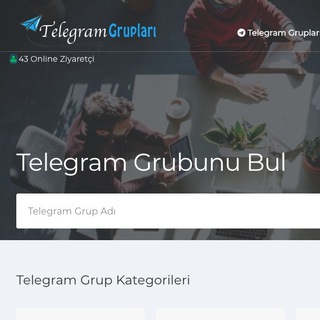 Telegram Grupları
Telegram Gruplar
43 Online Ziyaretçi
Telegram Grubunu Bul
Telegram Grup Adı
Telegram Grup Kategorileri